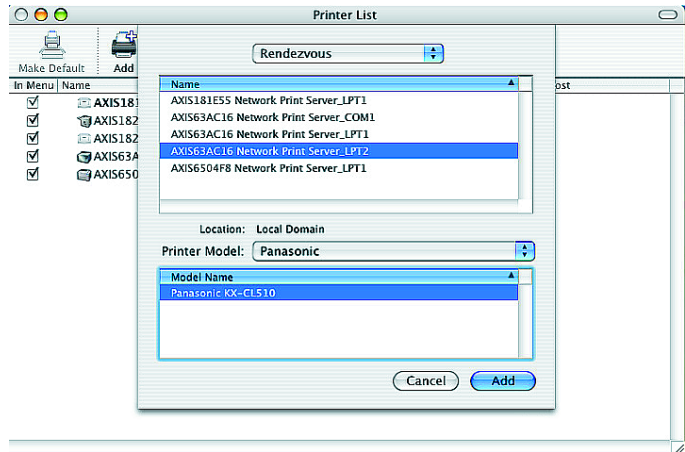 Printer List
Make Default
Add
Rendezvous
In Menu
Name
ost
AXIS181
AXIS182
AXIS182
AXIS63A
AXIS650
Name
AXIS181E55 Network Print Server_LPT1
AXIS63AC16 Network Print Server_COM1
AXIS63AC16 Network Print Server_LPT1
AXIS63AC16 Network Print Server_LPT2
AXIS6504F8 Network Print Server_LPT1
Location: Local Domain
Printer Model: Panasonic
Model Name
Panasonic KX-CL510
Cancel
Add